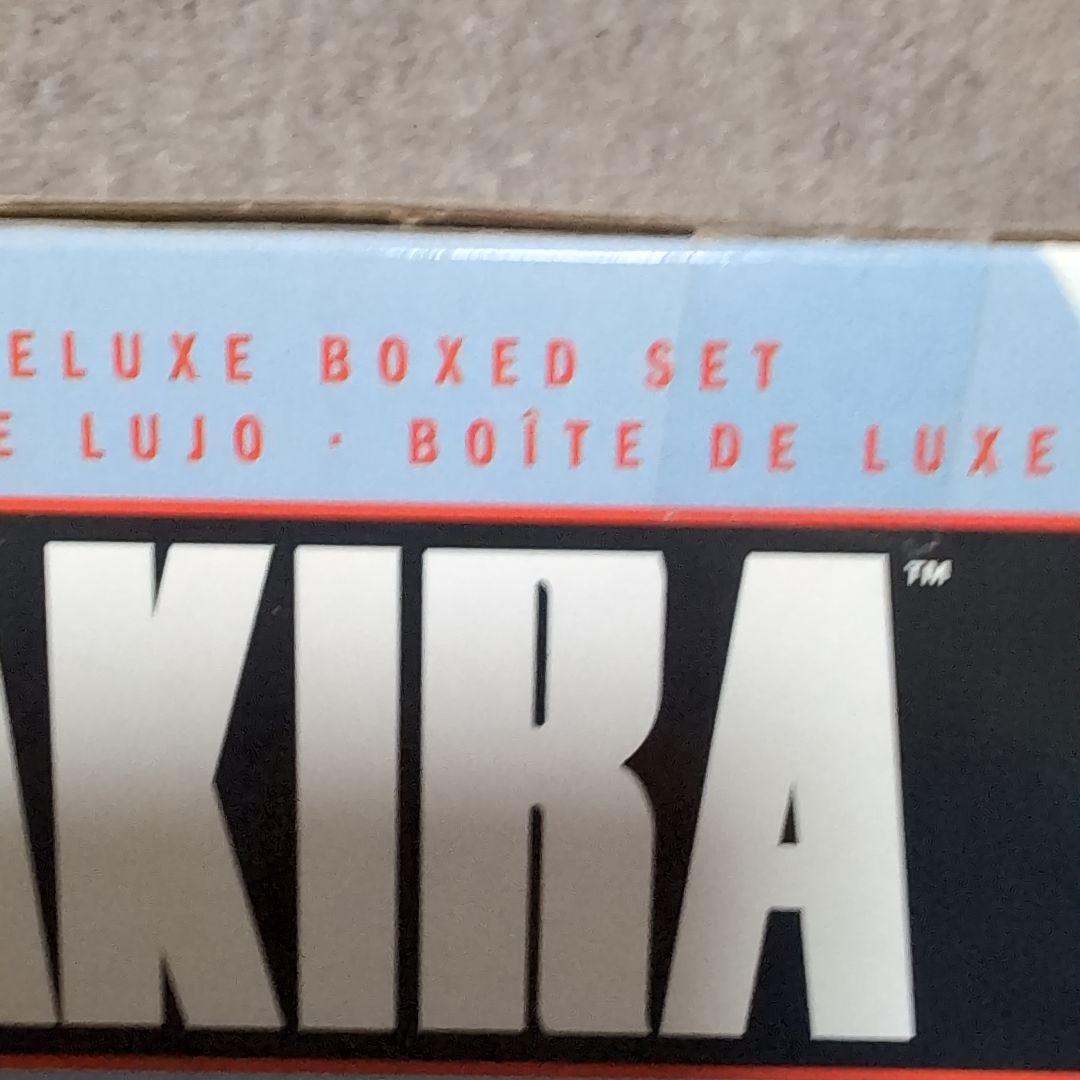 ELUXE BOXED SET
E LUJO · BOÎTE DE LUXE
AKIRA™